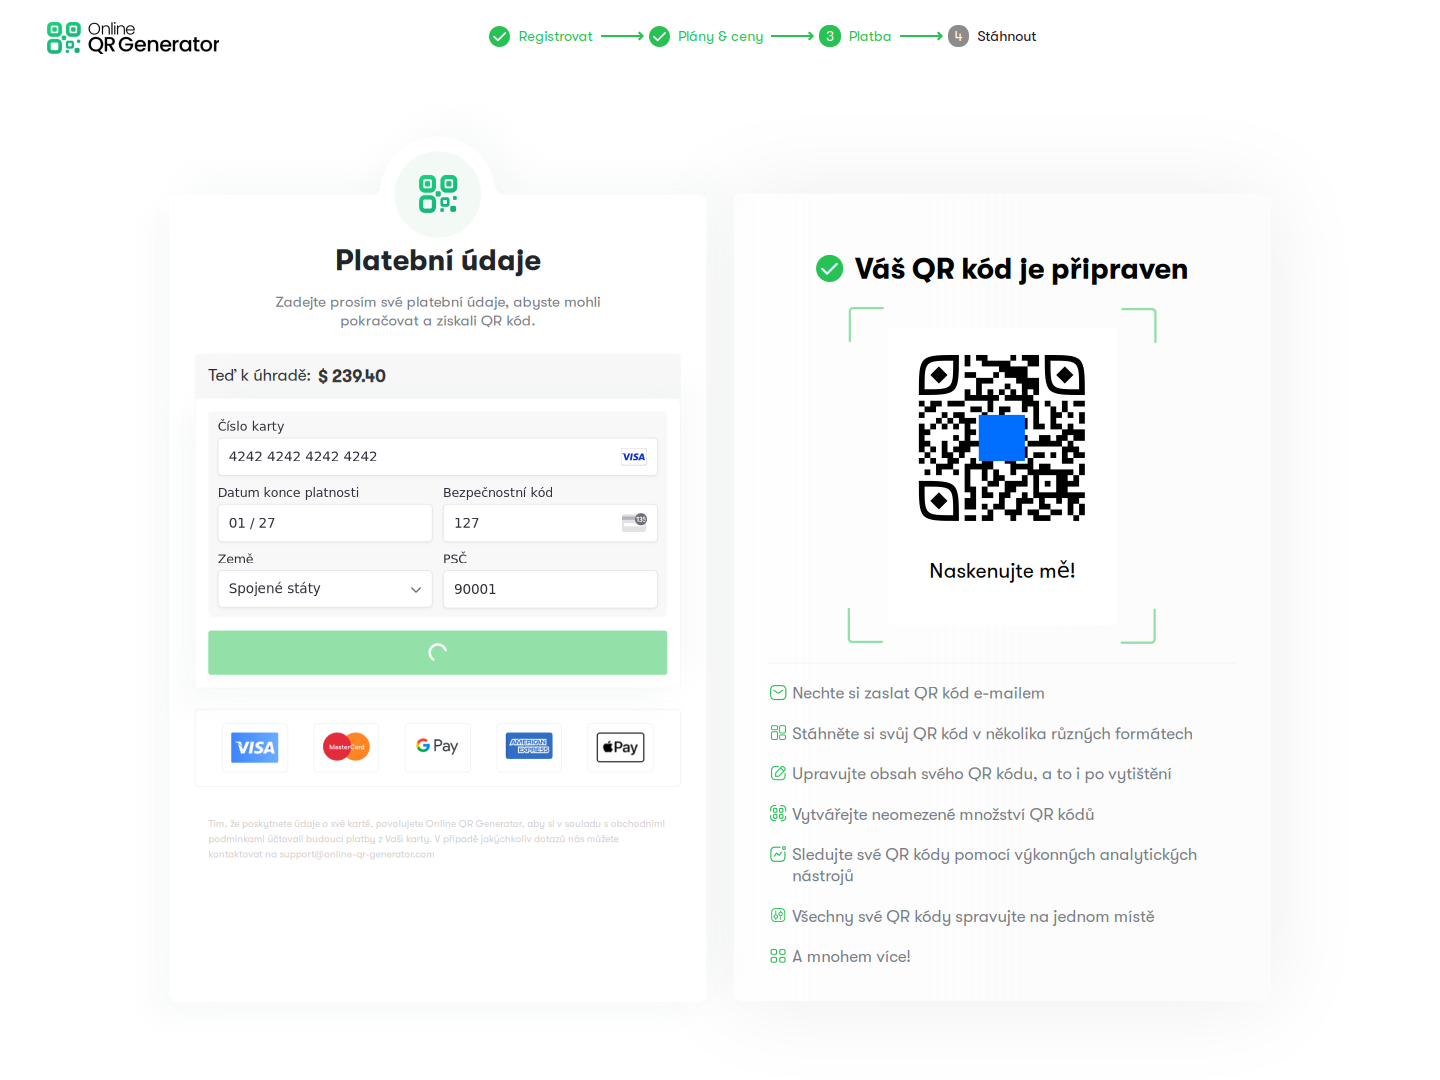 Online
QR Generator
Registrovat
Plány & ceny
3 Platba
4 Stáhnout
Platební údaje
Zadejte prosím své platební údaje, abyste mohli
pokračovat a získali QR kód.
Teď k úhradě: $ 239.40
Číslo karty
4242 4242 4242 4242
VISA
Datum konce platnosti
Bezpečnostní kód
01 / 27
127
135
Země
PSČ
Spojené státy
90001
VISA
MasterCard
G Pay
AMERICAN EXPRESS
Pay
Tím, že poskytnete údaje o své kartě, povolujete Online QR Generator, aby si v souladu s obchodními
podmínkami účtovali budoucí platby z Vaší karty. V případě jakýchkoliv dotazů nás můžete
kontaktovat na support@online-qr-generator.com
Váš QR kód je připraven
Naskenujte mě!
Nechte si zaslat QR kód e-mailem
Stáhněte si svůj QR kód v několika různých formátech
Upravujte obsah svého QR kódu, a to i po vytištění
Vytvářejte neomezené množství QR kódů
Sledujte své QR kódy pomocí výkonných analytických
nástrojů
Všechny své QR kódy spravujte na jednom místě
A mnohem více!